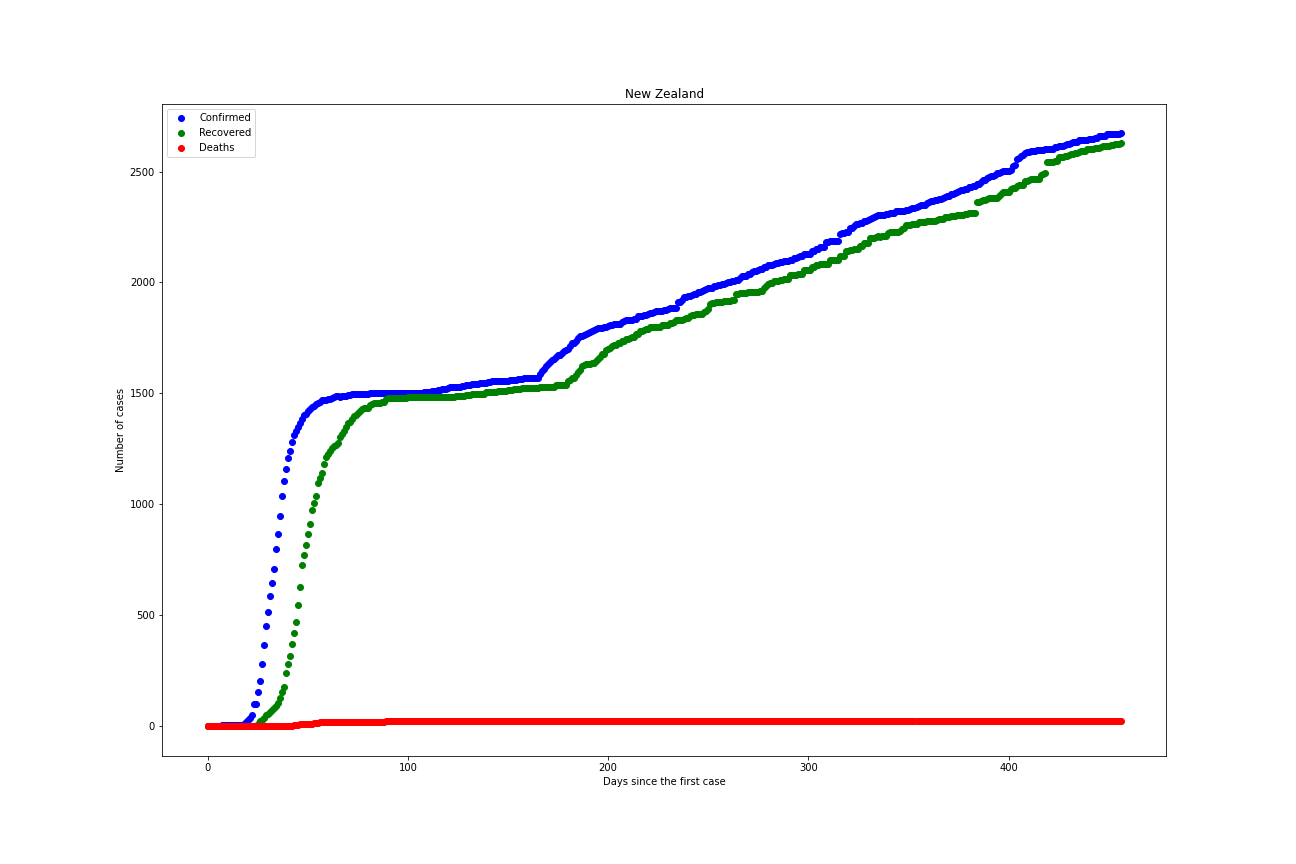 New Zealand
Confirmed
Recovered
Deaths
Number of cases
2500
2000
1500
1000
500
0
0 100 200 300 400
Days since the first case